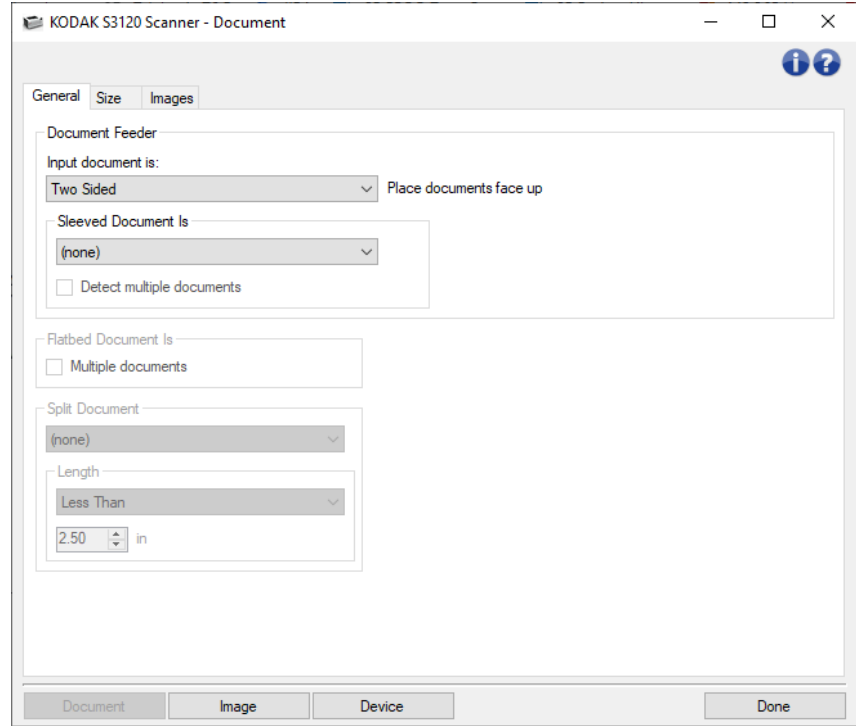 KODAK S3120 Scanner - Document
General Size Images
Document Feeder
Input document is:
Two Sided Place documents face up
Sleeved Document Is
(none)
Detect multiple documents
Flatbed Document Is
Multiple documents
Split Document
(none)
Length
Less Than
2.50 in
Document Image Device Done